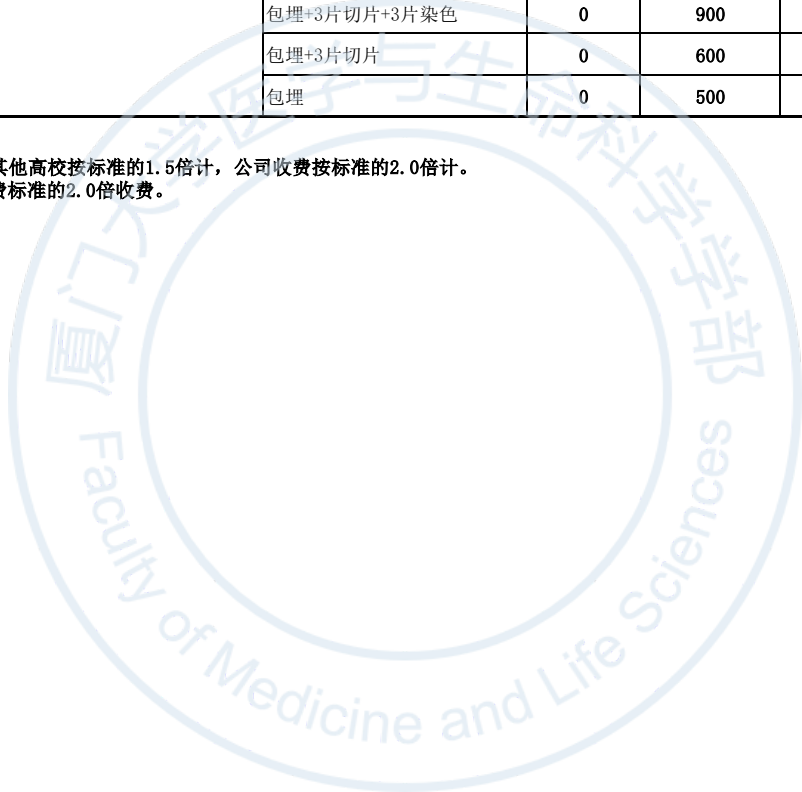 包埋+3片切片+3片染色 0 900
包埋+3片切片 0 600
包埋 0 500
其他高校按标准的1.5倍计，公司收费按标准的2.0倍计。
费标准的2.0倍收费。
厦门大学医学与生命科学学部
Faculty of Medicine and Life Sciences